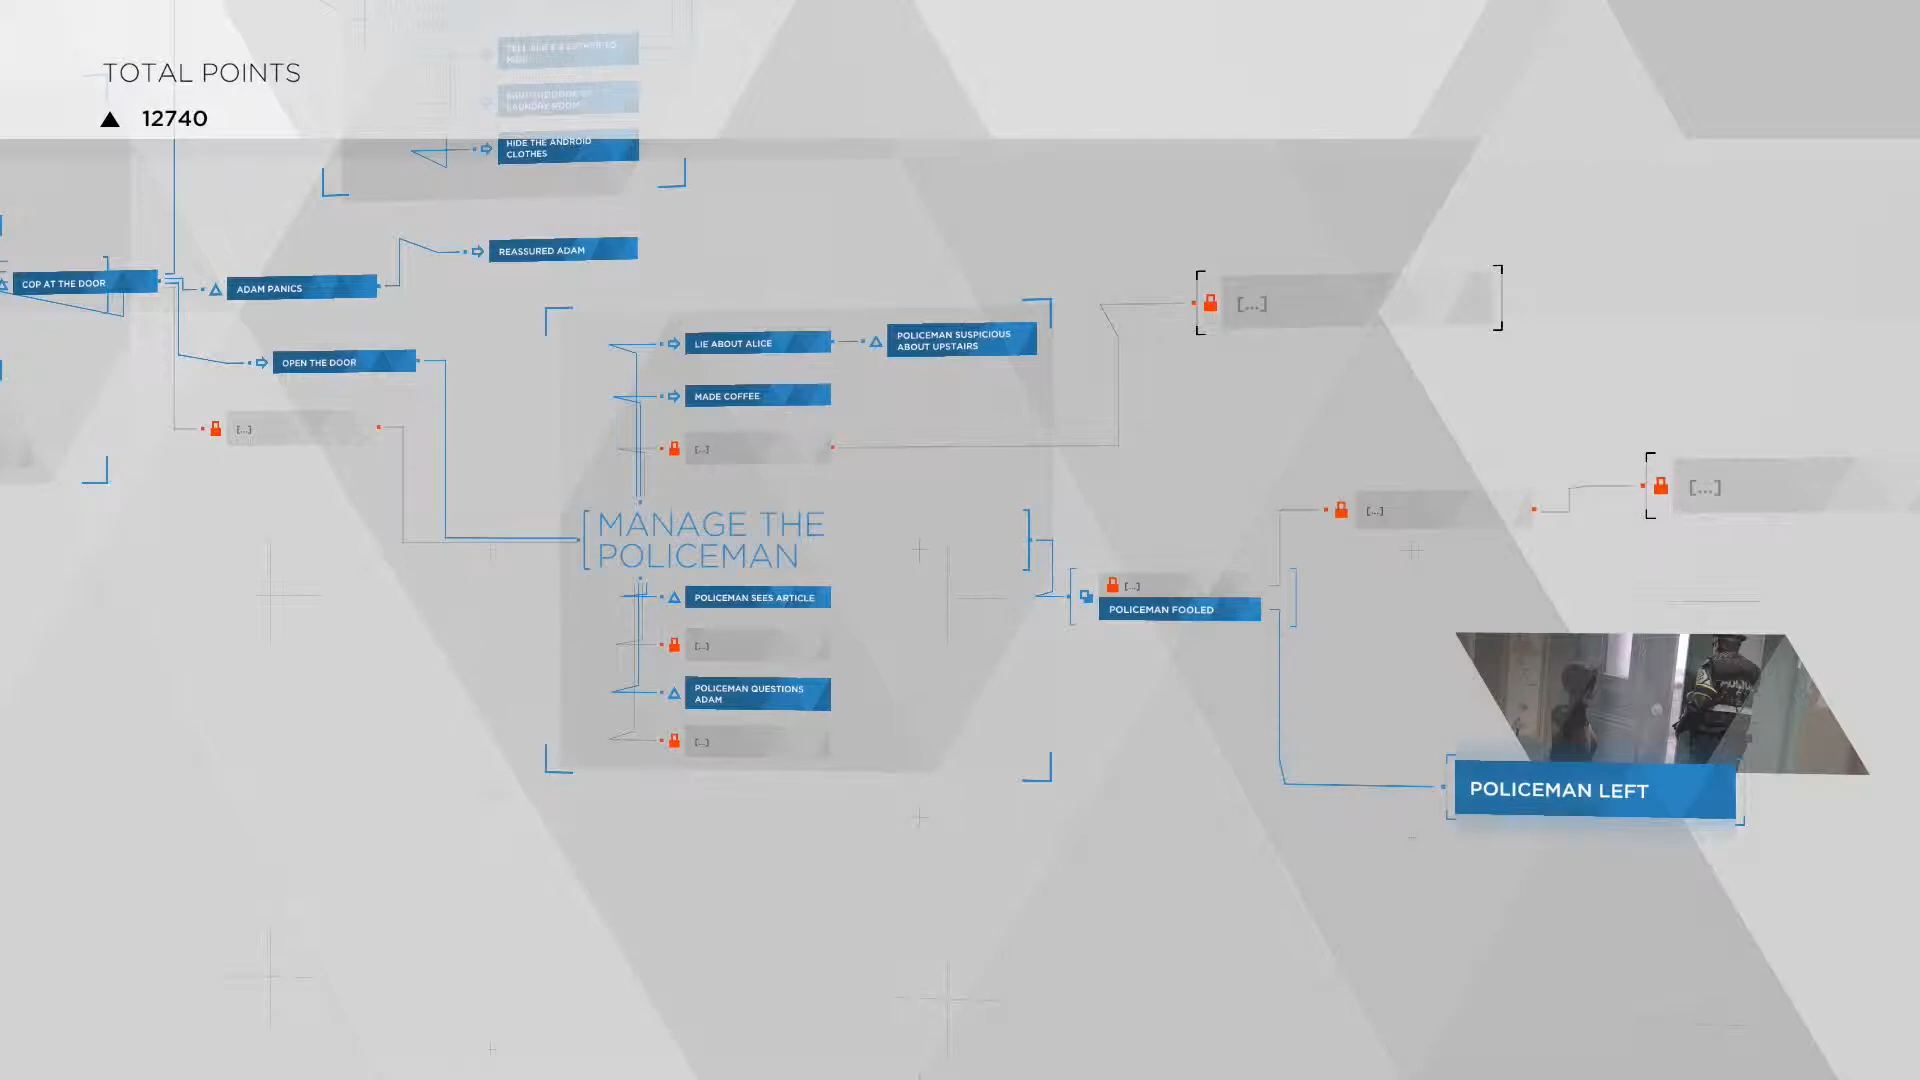 TOTAL POINTS
12740
LAUNDRY ROOM
HIDE THE ANDROID
CLOTHES
REASSURED ADAM
COP AT THE DOOR
ADAM PANICS
[...]
LIE ABOUT ALICE
POLICEMAN SUSPICIOUS
ABOUT UPSTAIRS
OPEN THE DOOR
MADE COFFEE
[...]
[...]
[...]
[...]
MANAGE THE
POLICEMAN
[...]
POLICEMAN SEES ARTICLE
POLICEMAN FOOLED
[...]
POLICEMAN QUESTIONS
ADAM
[...]
POLICEMAN LEFT